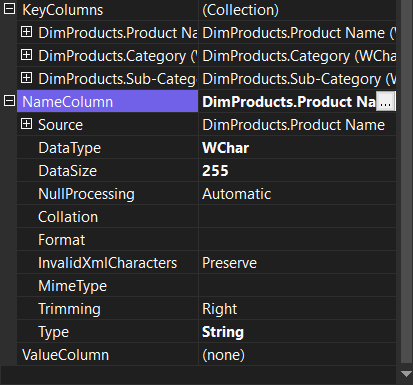 KeyColumns (Collection)
DimProducts.Product Na DimProducts.Product Name (W
DimProducts.Category (W DimProducts.Category (WCha
DimProducts.Sub-Categ DimProducts.Sub-Category (W
NameColumn DimProducts.Product Na ...
Source DimProducts.Product Name
DataType WChar
DataSize 255
NullProcessing Automatic
Collation
Format
InvalidXmlCharacters Preserve
MimeType
Trimming Right
Type String
ValueColumn (none)